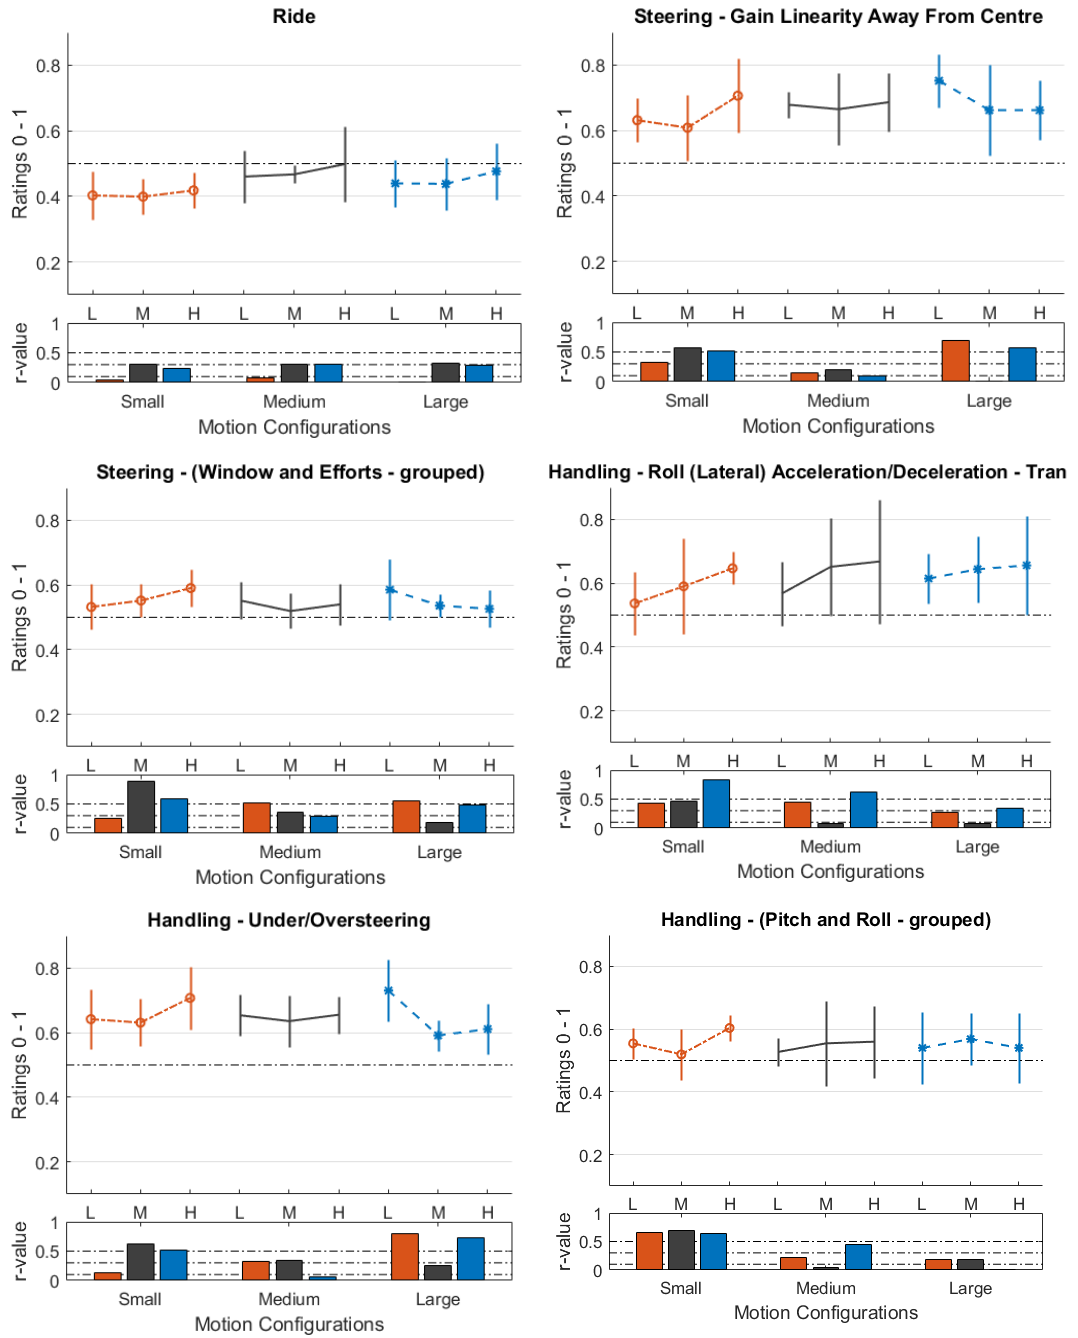 Ride
Ratings 0 - 1
0.8
0.6
0.4
0.2
L M H L M H L M H
r-value
1
0.5
0
Small Medium Large
Motion Configurations
Steering - Gain Linearity Away From Centre
Ratings 0 - 1
0.8
0.6
0.4
0.2
L M H L M H L M H
r-value
1
0.5
0
Small Medium Large
Motion Configurations
Steering - (Window and Efforts - grouped)
Ratings 0 - 1
0.8
0.6
0.4
0.2
L M H L M H L M H
r-value
1
0.5
0
Small Medium Large
Motion Configurations
Handling - Roll (Lateral) Acceleration/Deceleration - Tran
Ratings 0 - 1
0.8
0.6
0.4
0.2
L M H L M H L M H
r-value
1
0.5
0
Small Medium Large
Motion Configurations
Handling - Under/Oversteering
Ratings 0 - 1
0.8
0.6
0.4
0.2
L M H L M H L M H
r-value
1
0.5
0
Small Medium Large
Motion Configurations
Handling - (Pitch and Roll - grouped)
Ratings 0 - 1
0.8
0.6
0.4
0.2
L M H L M H L M H
r-value
1
0.5
0
Small Medium Large
Motion Configurations